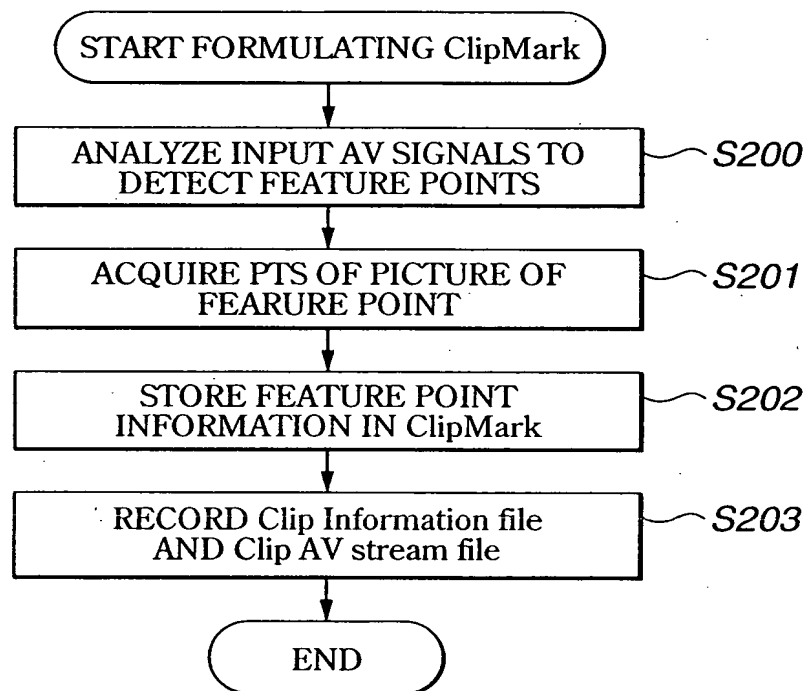 START FORMULATING ClipMark
ANALYZE INPUT AV SIGNALS TO
DETECT FEATURE POINTS
S200
ACQUIRE PTS OF PICTURE OF
FEARURE POINT
S201
STORE FEATURE POINT
INFORMATION IN ClipMark
S202
RECORD Clip Information file
AND Clip AV stream file
S203
END